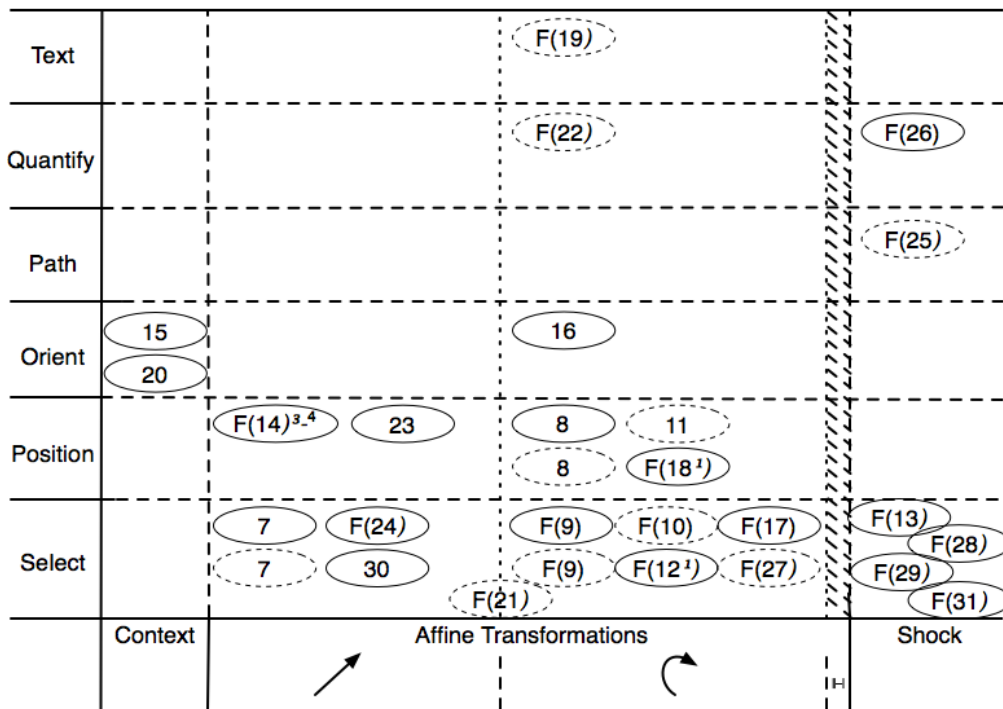 Text F(19)
Quantify F(22) F(26)
Path F(25)
15 16
Orient
20
F(14)³⁻⁴ 23 8 11
Position
8 F(18¹)
7 F(24) F(9) F(10) F(17) F(13)
Select F(28)
7 30 F(9) F(12¹) F(27) F(29)
F(21) F(31)
Context Affine Transformations Shock
H